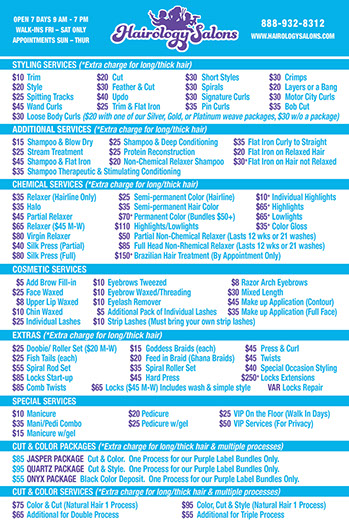 OPEN 7 DAYS 9 AM - 7 PM
WALK-INS FRI – SAT ONLY
APPOINTMENTS SUN – THUR
Hairology Salons
888-932-8312
WWW.HAIROLOGYSALONS.COM
STYLING SERVICES (*Extra charge for long/thick hair)
$10 Trim $20 Cut $30 Short Styles $30 Crimps
$20 Style $30 Feather & Cut $30 Spirals $20 Layers or a Bang
$25 Spitting Tracks $40 Updo $30 Signature Curls $30 Motor City Curls
$45 Wand Curls $25 Trim & Flat Iron $35 Pin Curls $35 Bob Cut
$30 Loose Body Curls ($20 with one of our Silver, Gold, or Platinum weave packages, $30 w/o a package)
ADDITIONAL SERVICES (*Extra charge for long/thick hair)
$15 Shampoo & Blow Dry $25 Shampoo & Deep Conditioning $35 Flat Iron Curly to Straight
$25 Stream Treatment $25 Protein Reconstruction $20 Flat Iron on Relaxed Hair
$45 Shampoo & Flat Iron $20 Non-Chemical Relaxer Shampoo $30* Flat Iron on Hair not Relaxed
$35 Shampoo Therapeutic & Stimulating Conditioning
CHEMICAL SERVICES (*Extra charge for long/thick hair)
$35 Relaxer (Hairline Only) $25 Semi-permanent Color (Hairline) $10* Individual Highlights
$35 Halo $35 Semi-permanent Hair Color $65* Highlights
$45 Partial Relaxer $70* Permanent Color (Bundles $50+) $65* Lowlights
$65 Relaxer ($45 M-W) $110 Highlights/Lowlights $35* Color Gloss
$80 Virgin Relaxer $50 Partial Non-Chemical Relaxer (Lasts 12 wks or 21 washes)
$40 Silk Press (Partial) $85 Full Head Non-Rhemical Relaxer (Lasts 12 wks or 21 washes)
$80 Silk Press (Full) $150* Brazilian Hair Treatment (By Appointment Only)
COSMETIC SERVICES
$5 Add Brow Fill-in $10 Eyebrows Tweezed $8 Razor Arch Eyebrows
$25 Face Waxed $10 Eyebrow Waxed/Threading $30 Mixed Length
$8 Upper Lip Waxed $10 Eyelash Remover $45 Make up Application (Contour)
$10 Chin Waxed $5 Additional Pack of Individual Lashes $35 Make up Application (Full Face)
$25 Individual Lashes $10 Strip Lashes (Must bring your own strip lashes)
EXTRAS (*Extra charge for long/thick hair)
$25 Doobie/ Roller Set ($20 M-W) $15 Goddess Braids (each) $45 Press & Curl
$25 Fish Tails (each) $20 Feed in Braid (Ghana Braids) $45 Twists
$55 Spiral Rod Set $35 Spiral Roller Set $40 Special Occasion Styling
$85 Locks Start-up $45 Hard Press $250* Locks Extensions
$85 Comb Twists $65 Locks ($45 M-W) Includes wash & simple style VAR Locks Repair
SPECIAL SERVICES
$10 Manicure $20 Pedicure $25 VIP On the Floor (Walk In Days)
$35 Mani/Pedi Combo $25 Pedicure w/gel $50 VIP Services (For Privacy)
$15 Manicure w/gel
CUT & COLOR PACKAGES (*Extra charge for long/thick hair & multiple processes)
$85 JASPER PACKAGE Cut & Color. One Process for our Purple Label Bundles Only.
$95 QUARTZ PACKAGE Cut & Style. One Process for our Purple Label Bundles Only.
$55 ONYX PACKAGE Black Color Deposit. One Process for our Purple Label Bundles Only.
CUT & COLOR SERVICES (*Extra charge for long/thick hair & multiple processes)
$75 Color & Cut (Natural Hair 1 Process) $95 Color, Cut & Style (Natural Hair 1 Process)
$65 Additional for Double Process $55 Additional for Triple Process